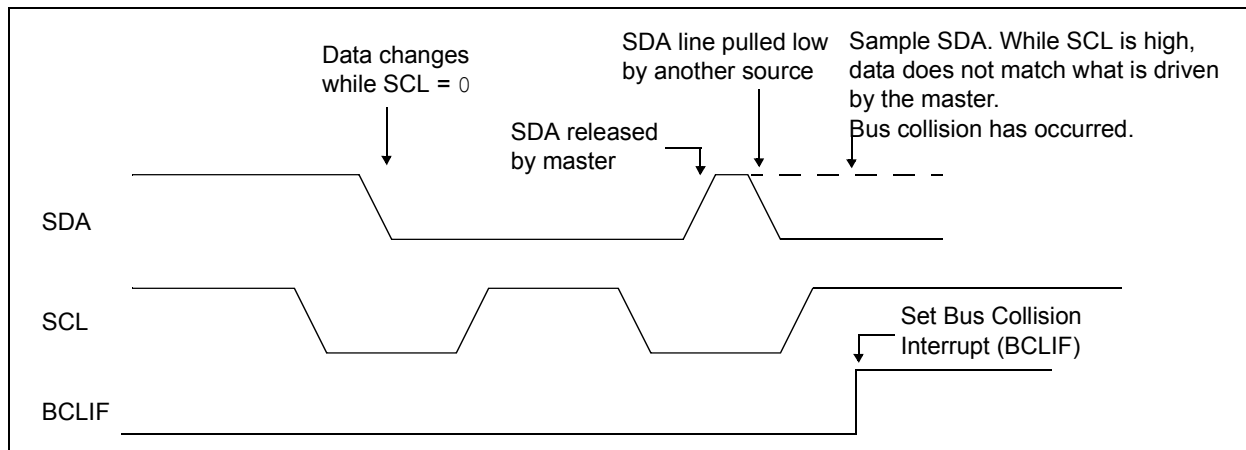 Data changes
while SCL = 0
SDA line pulled low
by another source
Sample SDA. While SCL is high,
data does not match what is driven
by the master.
Bus collision has occurred.
SDA released
by master
SDA
SCL
Set Bus Collision
Interrupt (BCLIF)
BCLIF